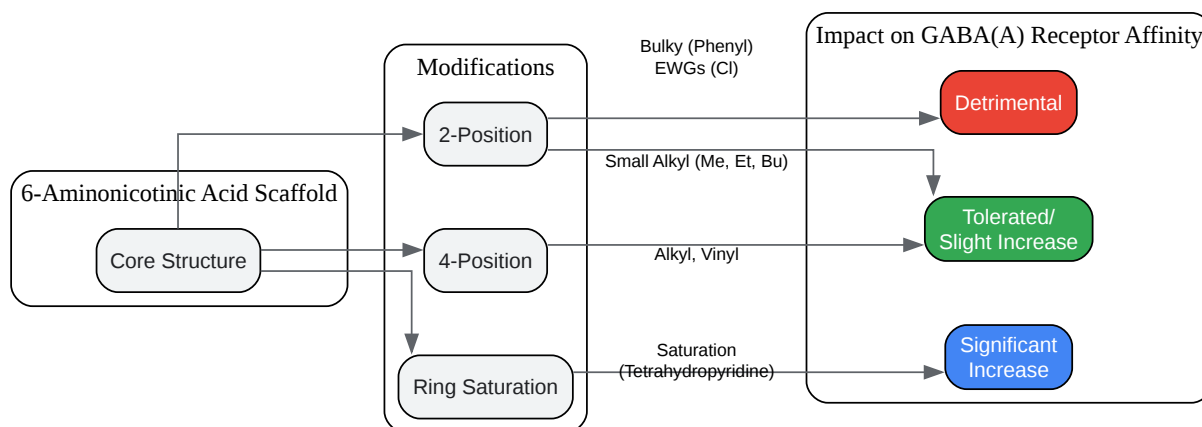 6-Aminonicotinic Acid Scaffold
Core Structure
Modifications
2-Position
4-Position
Ring Saturation
Bulky (Phenyl)
EWGs (Cl)
Small Alkyl (Me, Et, Bu)
Alkyl, Vinyl
Saturation
(Tetrahydropyridine)
Impact on GABA(A) Receptor Affinity
Detrimental
Tolerated/
Slight Increase
Significant
Increase